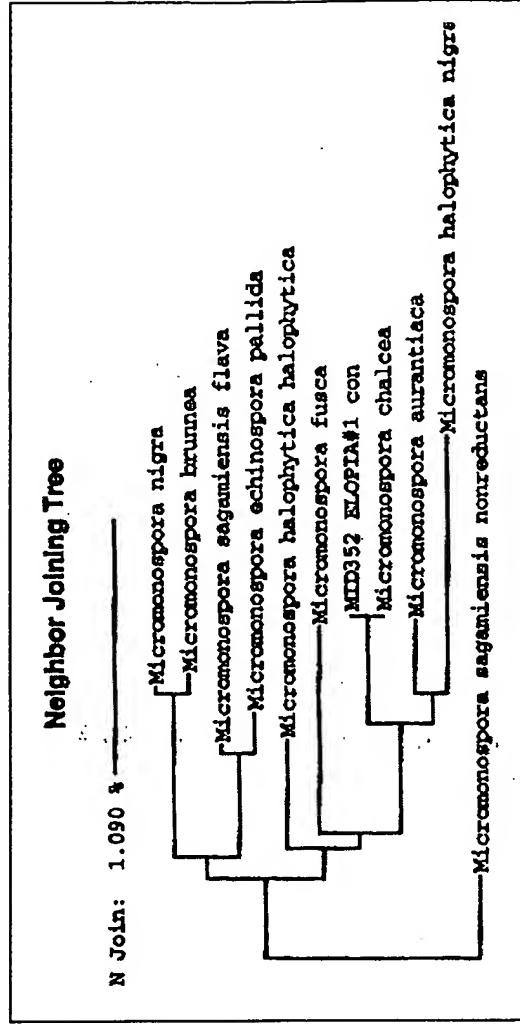 Neighbor Joining Tree
N Join: 1.090 %
Micromonospora nigra
Micromonospora brunnea
Micromonospora sagamiensis flava
Micromonospora echinospora pallida
Micromonospora halophytica halophytica
Micromonospora fusca
MID352 ELOPIA#1 con
Micromonospora chalcea
Micromonospora aurantiaca
Micromonospora halophytica nigra
Micromonospora sagamiensis nonreductans